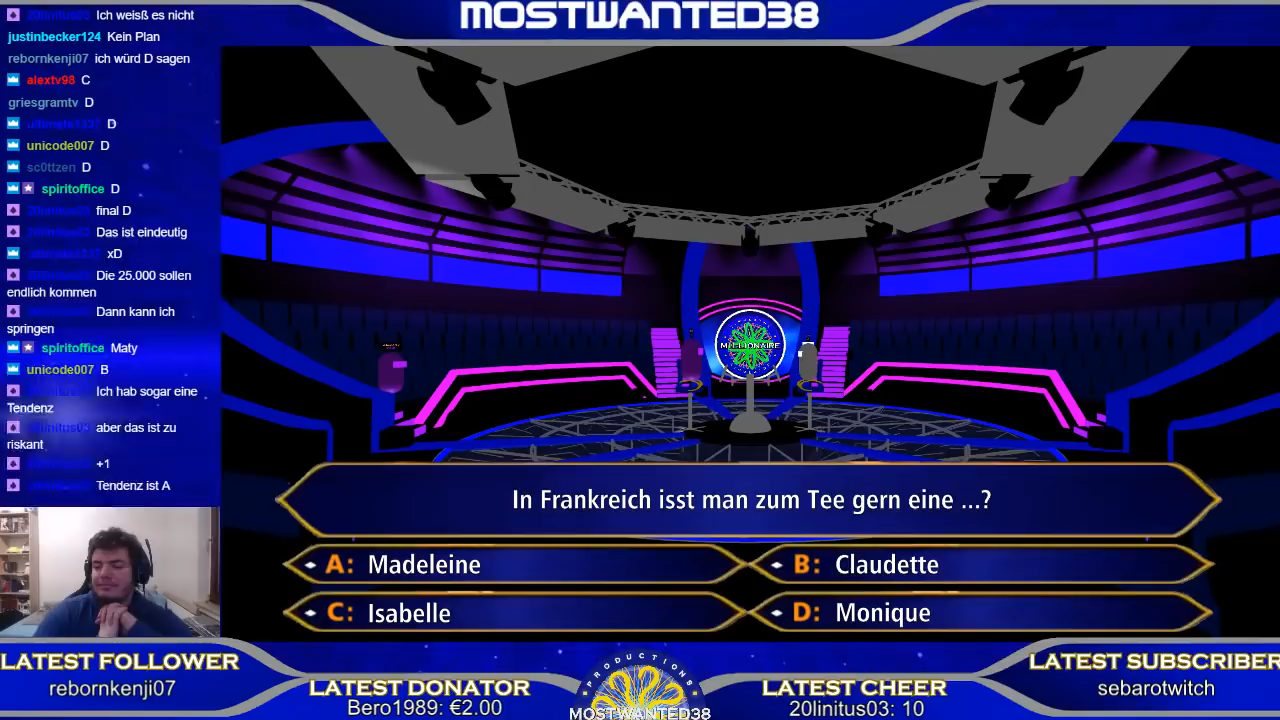 20linitus03 Ich weiß es nicht
justinbecker124 Kein Plan
rebornkenji07 ich würd D sagen
alextv98 C
griesgramtv D
D
unicode007 D
sc0ttzen D
spiritoffice D
20linitus03 final D
20linitus03 Das ist eindeutig
xD
Die 25.000 sollen
endlich kommen
Dann kann ich
springen
spiritoffice Maty
unicode007 B
Ich hab sogar eine
Tendenz
20linitus03 aber das ist zu
riskant
+1
Tendenz ist A
MOSTWANTED38
MILLIONAIRE
In Frankreich isst man zum Tee gern eine ...?
A: Madeleine
B: Claudette
C: Isabelle
D: Monique
LATEST FOLLOWER
rebornkenji07
LATEST DONATOR
Bero1989: €2.00
PRODUCTIONS
MOSTWANTED38
LATEST CHEER
20linitus03: 10
LATEST SUBSCRIBER
sebarotwitch